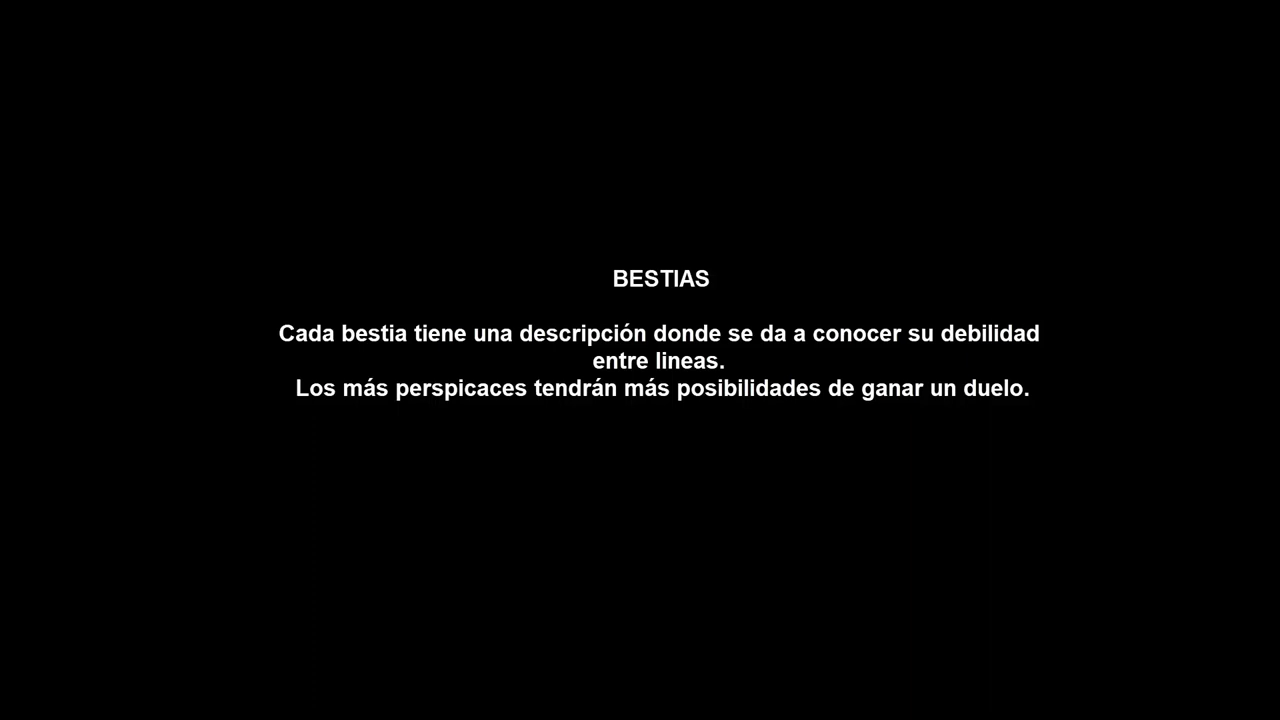 BESTIAS
Cada bestia tiene una descripción donde se da a conocer su debilidad
entre lineas.
Los más perspicaces tendrán más posibilidades de ganar un duelo.